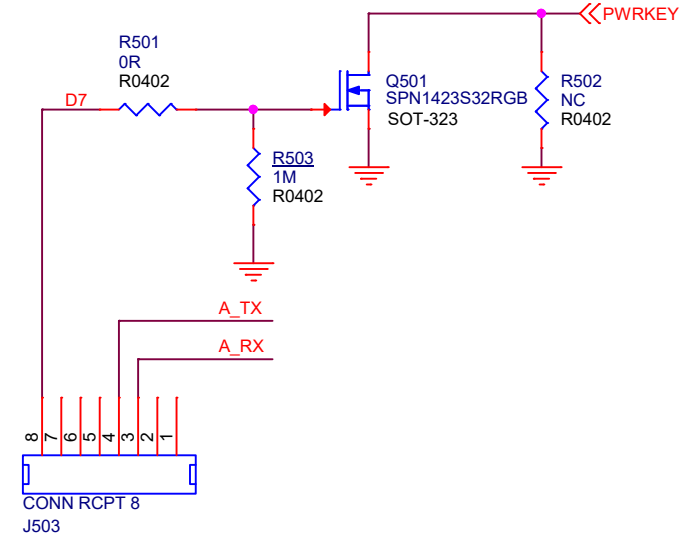 PWRKEY
R501
0R
R0402
D7
Q501
SPN1423S32RGB
SOT-323
R502
NC
R0402
R503
1M
R0402
A_TX
A_RX
8
7
6
5
4
3
2
1
CONN RCPT 8
J503